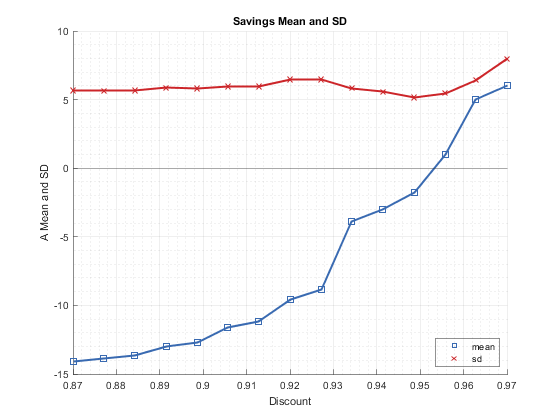 Savings Mean and SD
10
5
0
-5
-10
-15
A Mean and SD
0.87 0.88 0.89 0.9 0.91 0.92 0.93 0.94 0.95 0.96 0.97
Discount
mean
sd